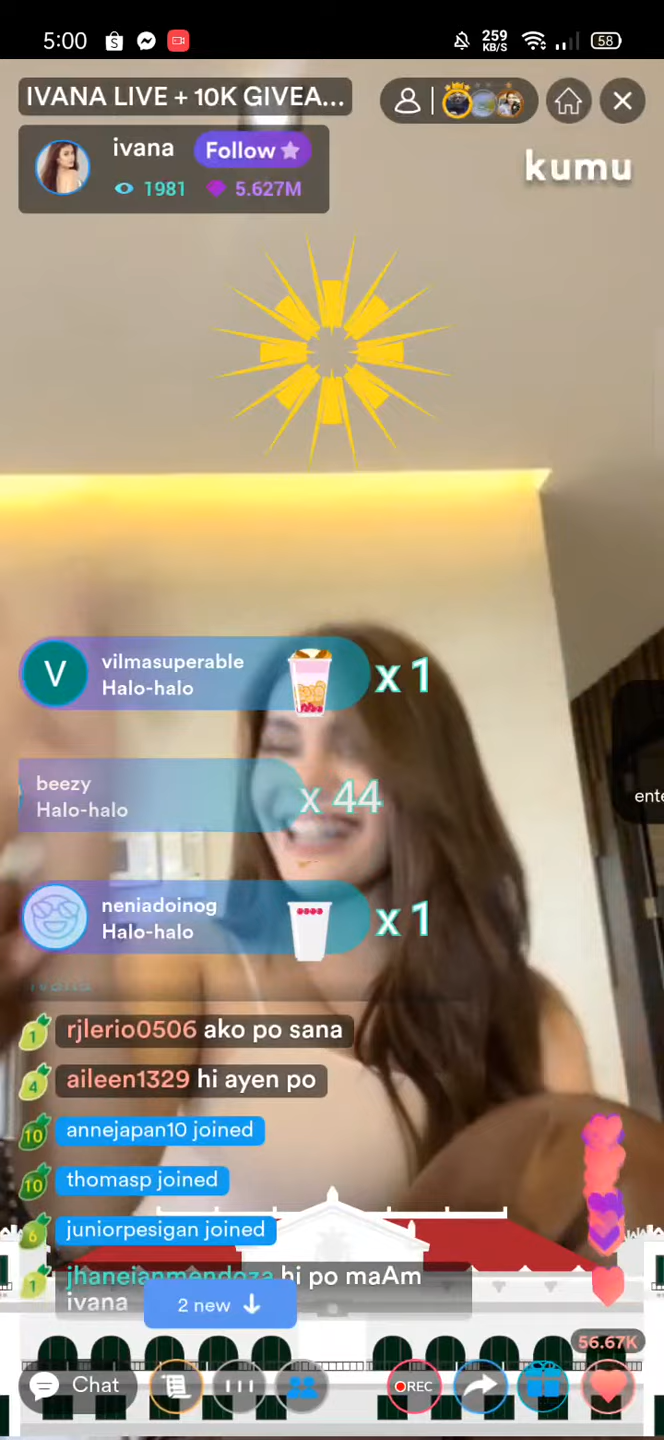 5:00
259
KB/S
58
IVANA LIVE + 10K GIVEA...
ivana
Follow
1981
5.627M
kumu
V
vilmasuperable
Halo-halo
x 1
beezy
Halo-halo
x 44
ente
neniadoinog
Halo-halo
x 1
ivana
1
rjlerio0506 ako po sana
4
aileen1329 hi ayen po
10
annejapan10 joined
10
thomasp joined
6
juniorpesigan joined
1
jhaneianmendoza hi po maAm
ivana
2 new
56.67K
Chat
REC